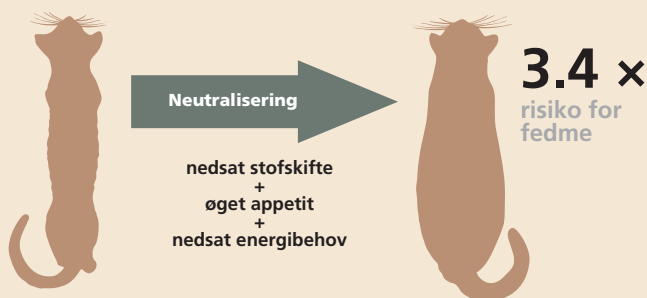 Neutralisering
nedsat stofskifte
+
øget appetit
+
nedsat energibehov
3.4 ×
risiko for
fedme